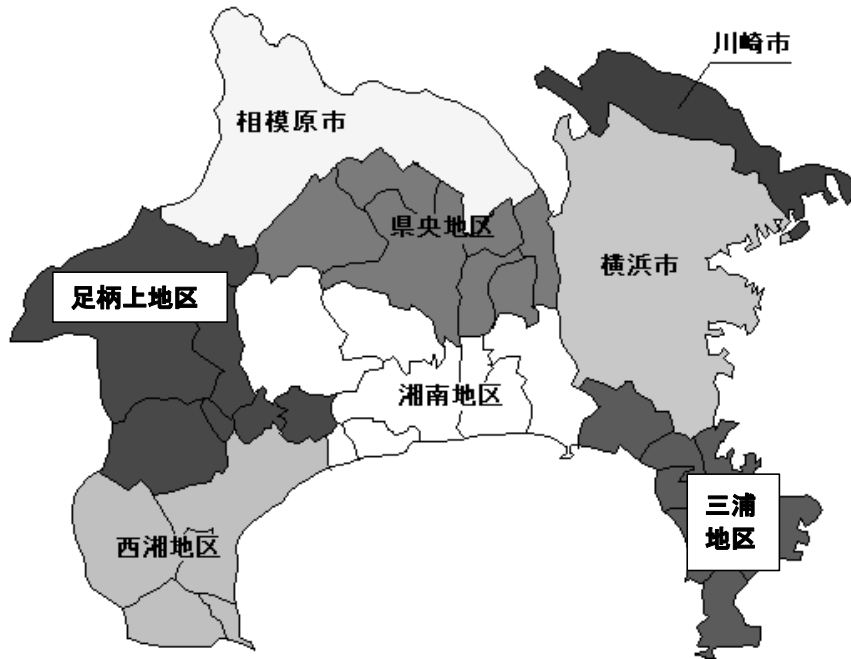 川崎市
相模原市
県央地区
横浜市
足柄上地区
湘南地区
三浦
地区
西湘地区